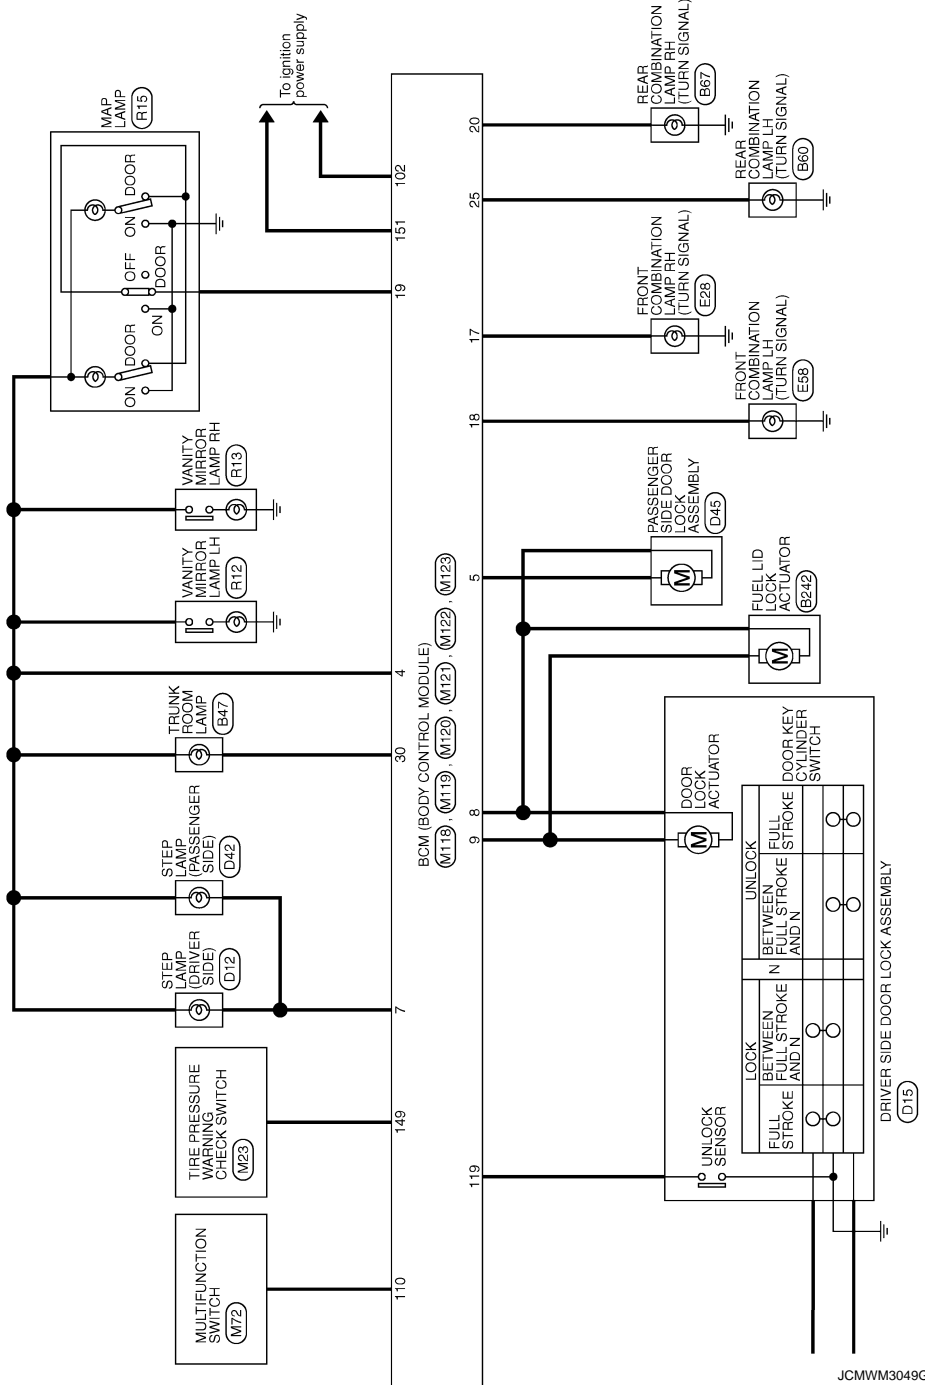 MAP
LAMP
R15
To ignition
power supply
DOOR
ON
OFF
DOOR
ON
DOOR
ON
VANITY
MIRROR
LAMP RH
R13
VANITY
MIRROR
LAMP LH
R12
TRUNK
ROOM
LAMP
B47
STEP
LAMP
(PASSENGER
SIDE)
D42
STEP
LAMP
(DRIVER
SIDE)
D12
TIRE PRESSURE
WARNING
CHECK SWITCH
M23
MULTIFUNCTION
SWITCH
M72
102
151
19
4
30
7
149
110
BCM (BODY CONTROL MODULE)
M118 , M119 , M120 , M121 , M122 , M123
20
25
17
18
5
8
9
119
REAR
COMBINATION
LAMP RH
(TURN SIGNAL)
B67
REAR
COMBINATION
LAMP LH
(TURN SIGNAL)
B60
FRONT
COMBINATION
LAMP RH
(TURN SIGNAL)
E28
FRONT
COMBINATION
LAMP LH
(TURN SIGNAL)
E58
PASSENGER
SIDE DOOR
LOCK
ASSEMBLY
D45
M
FUEL LID
LOCK
ACTUATOR
B242
M
DOOR
LOCK
ACTUATOR
M
DOOR KEY
CYLINDER
SWITCH
UNLOCK
FULL
STROKE
BETWEEN
FULL STROKE
AND N
N
LOCK
BETWEEN
FULL STROKE
AND N
FULL
STROKE
UNLOCK
SENSOR
DRIVER SIDE DOOR LOCK ASSEMBLY
D15
JCMWM3049G